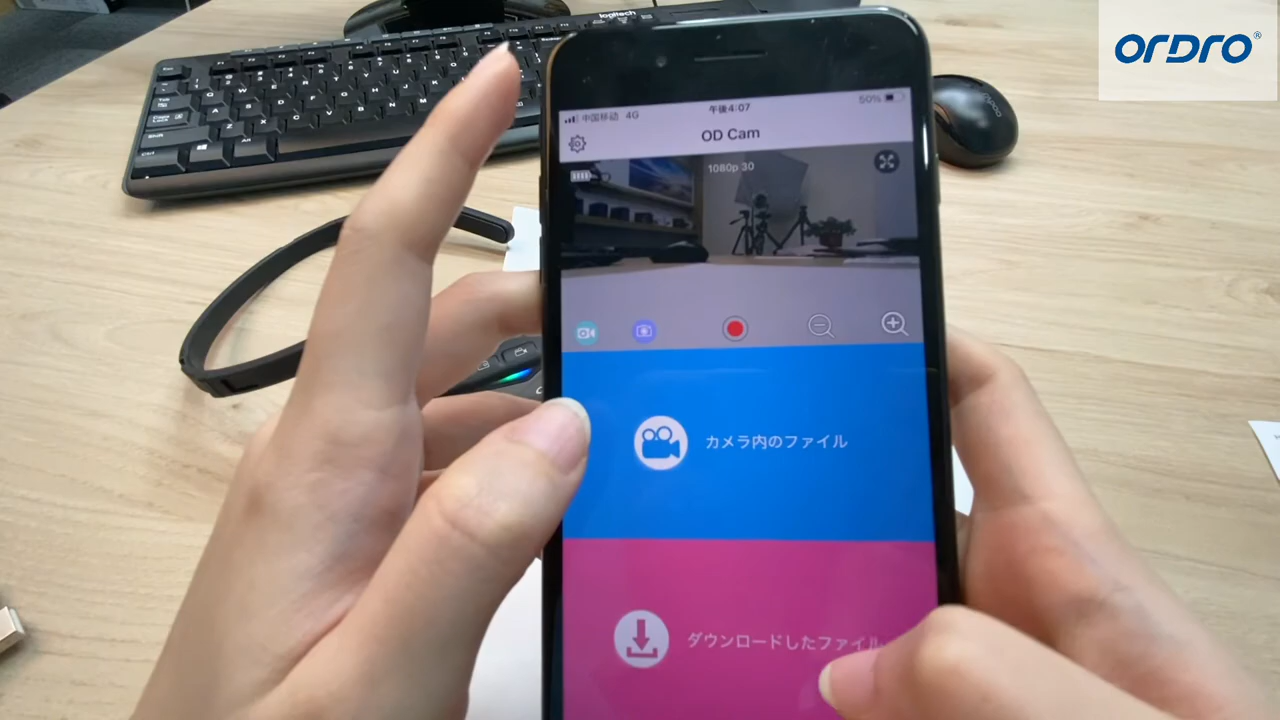 ORDRO®
logitech
中国移动 4G
午後4:07
50%
OD Cam
1080p 30
カメラ内のファイル
ダウンロードしたファイル